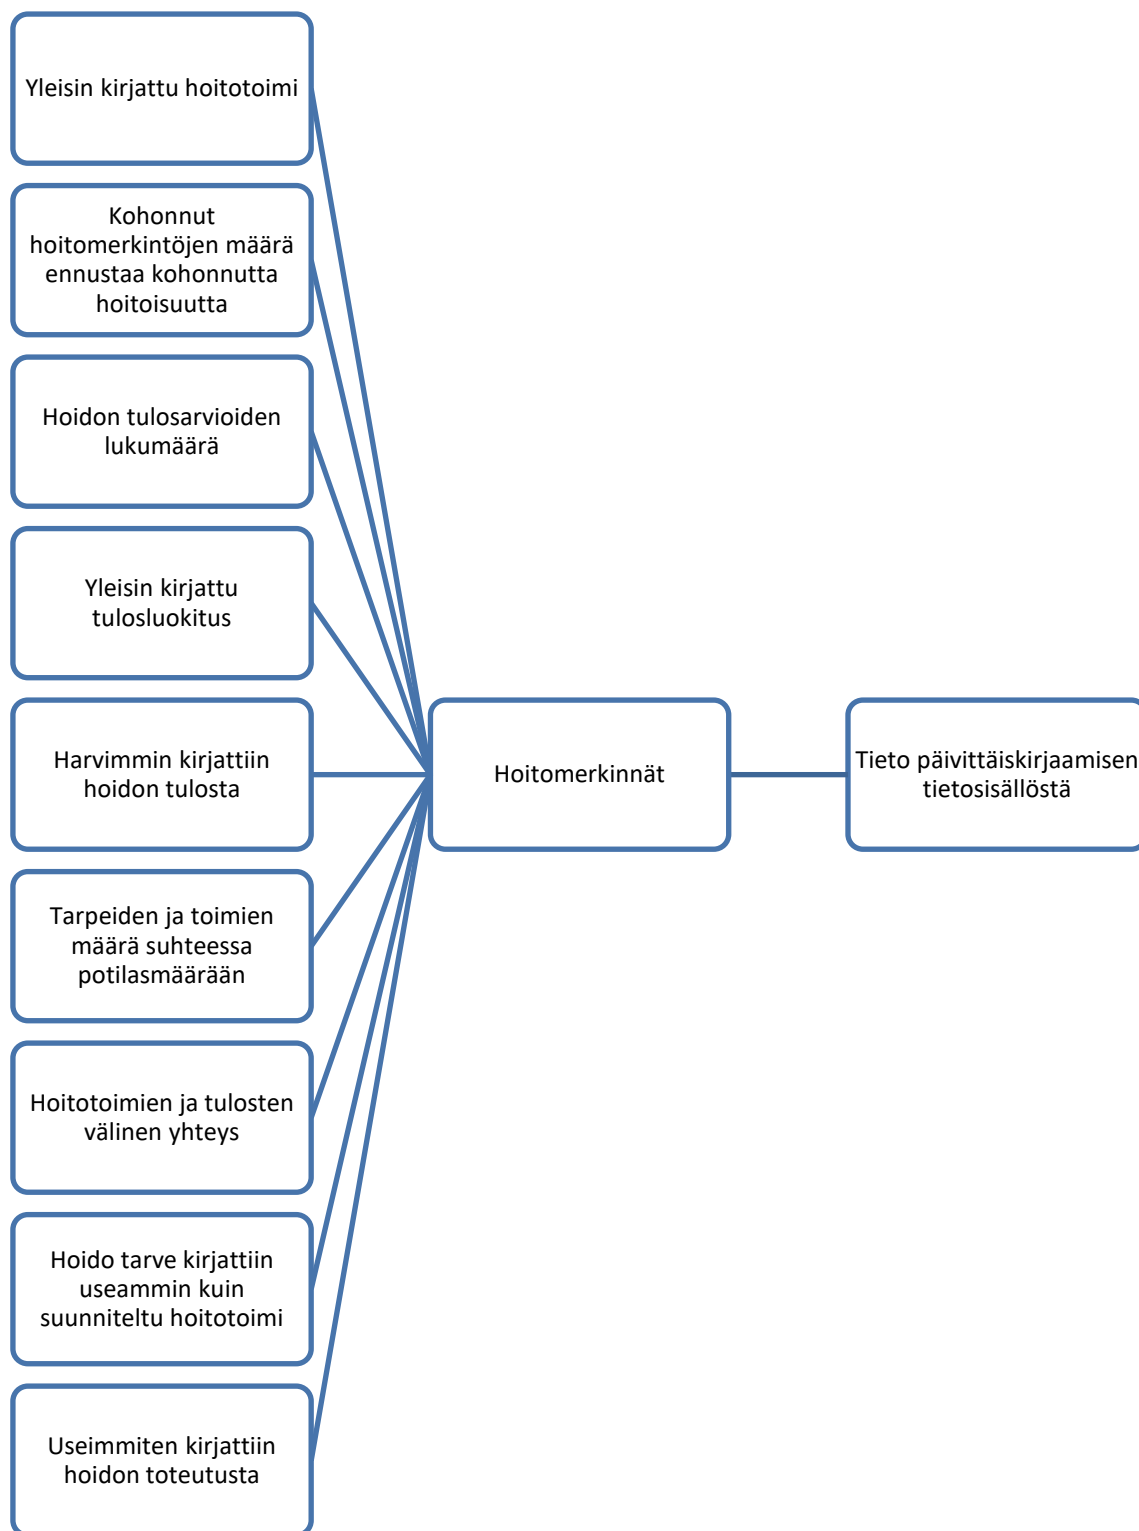 Yleisin kirjattu hoitotoimi
Kohonnut
hoitomerkintöjen määrä
ennustaa kohonnutta
hoitoisuutta
Hoidon tulosarvioiden
lukumäärä
Yleisin kirjattu
tulosluokitus
Harvimmin kirjattiin
hoidon tulosta
Tarpeiden ja toimien
määrä suhteessa
potilasmäärään
Hoitotoimien ja tulosten
välinen yhteys
Hoido tarve kirjattiin
useammin kuin
suunniteltu hoitotoimi
Useimmiten kirjattiin
hoidon toteutusta
Hoitomerkinnät
Tieto päivittäiskirjaamisen
tietosisällöstä